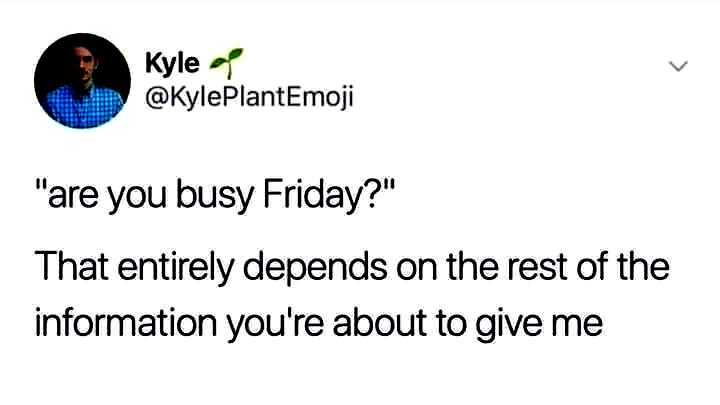 Kyle 🌱
@KylePlantEmoji
"are you busy Friday?"
That entirely depends on the rest of the
information you're about to give me